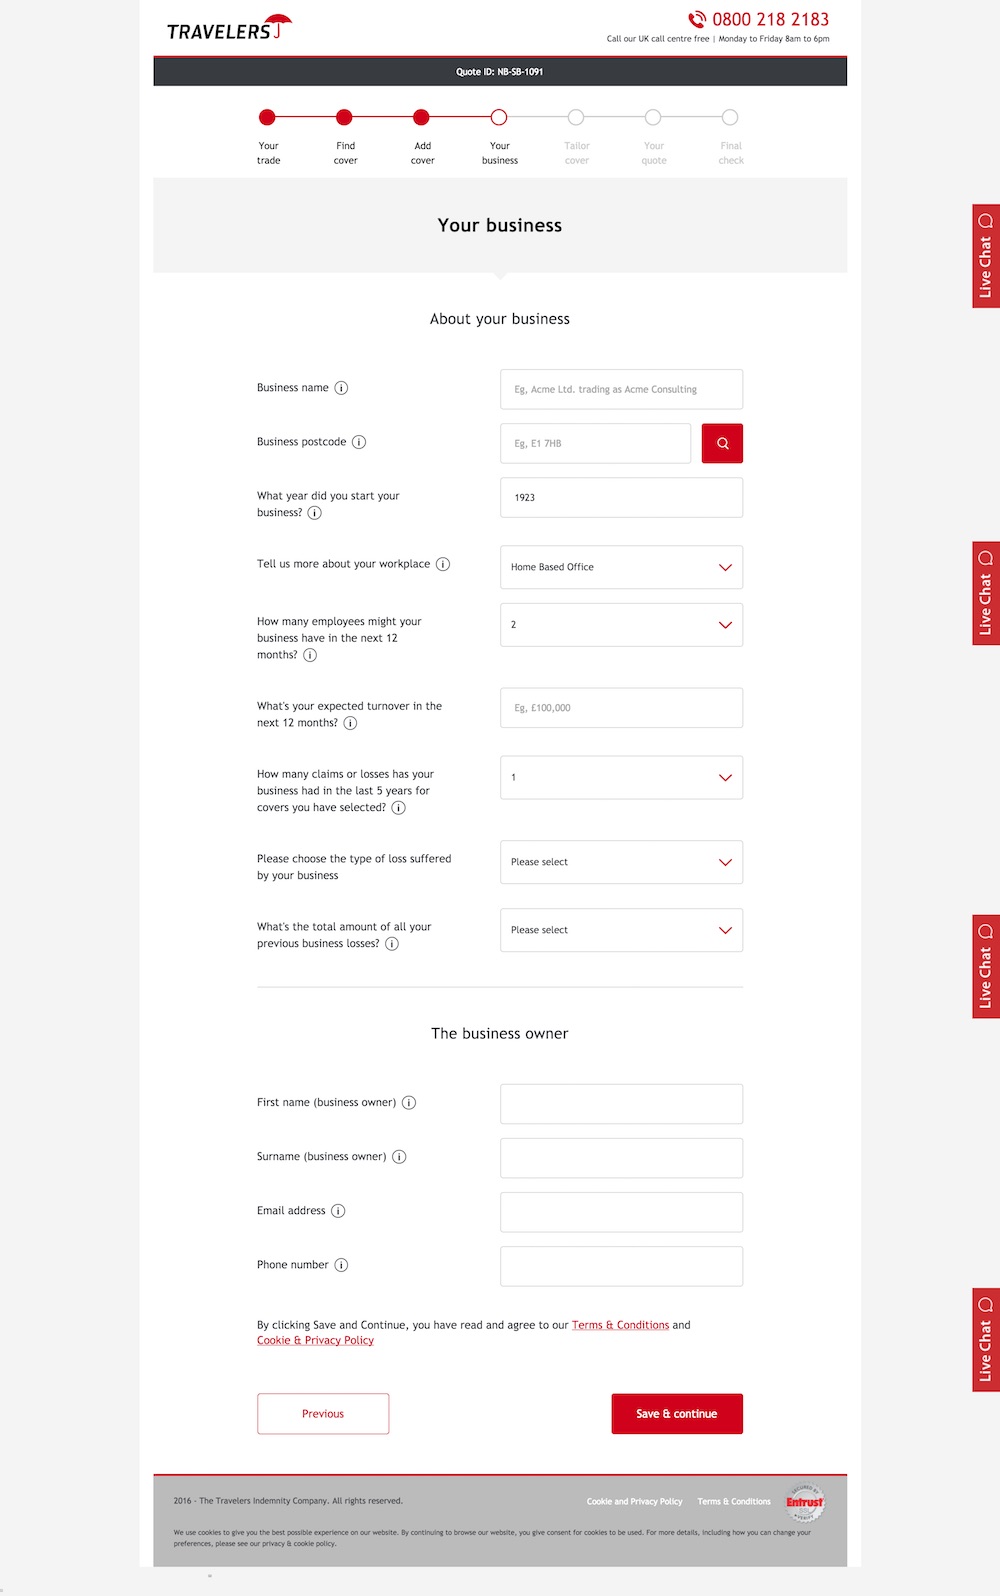 TRAVELERS
0800 218 2183
Call our UK call centre free | Monday to Friday 8am to 6pm
Quote ID: NB-SB-1091
Your trade
Find cover
Add cover
Your business
Tailor cover
Your quote
Final check
Your business
About your business
Business name
Eg, Acme Ltd. trading as Acme Consulting
Business postcode
Eg, E1 7HB
What year did you start your
business?
1923
Tell us more about your workplace
Home Based Office
How many employees might your
business have in the next 12
months?
2
What's your expected turnover in the
next 12 months?
Eg, £100,000
How many claims or losses has your
business had in the last 5 years for
covers you have selected?
1
Please choose the type of loss suffered
by your business
Please select
What's the total amount of all your
previous business losses?
Please select
The business owner
First name (business owner)
Surname (business owner)
Email address
Phone number
By clicking Save and Continue, you have read and agree to our Terms & Conditions and
Cookie & Privacy Policy
Previous
Save & continue
2016 - The Travelers Indemnity Company. All rights reserved.
Cookie and Privacy Policy
Terms & Conditions
SECURED BY
Entrust
SSL
VERIFY
We use cookies to give you the best possible experience on our website. By continuing to browse our website, you give consent for cookies to be used. For more details, including how you can change your
preferences, please see our privacy & cookie policy.
Live Chat
Live Chat
Live Chat
Live Chat